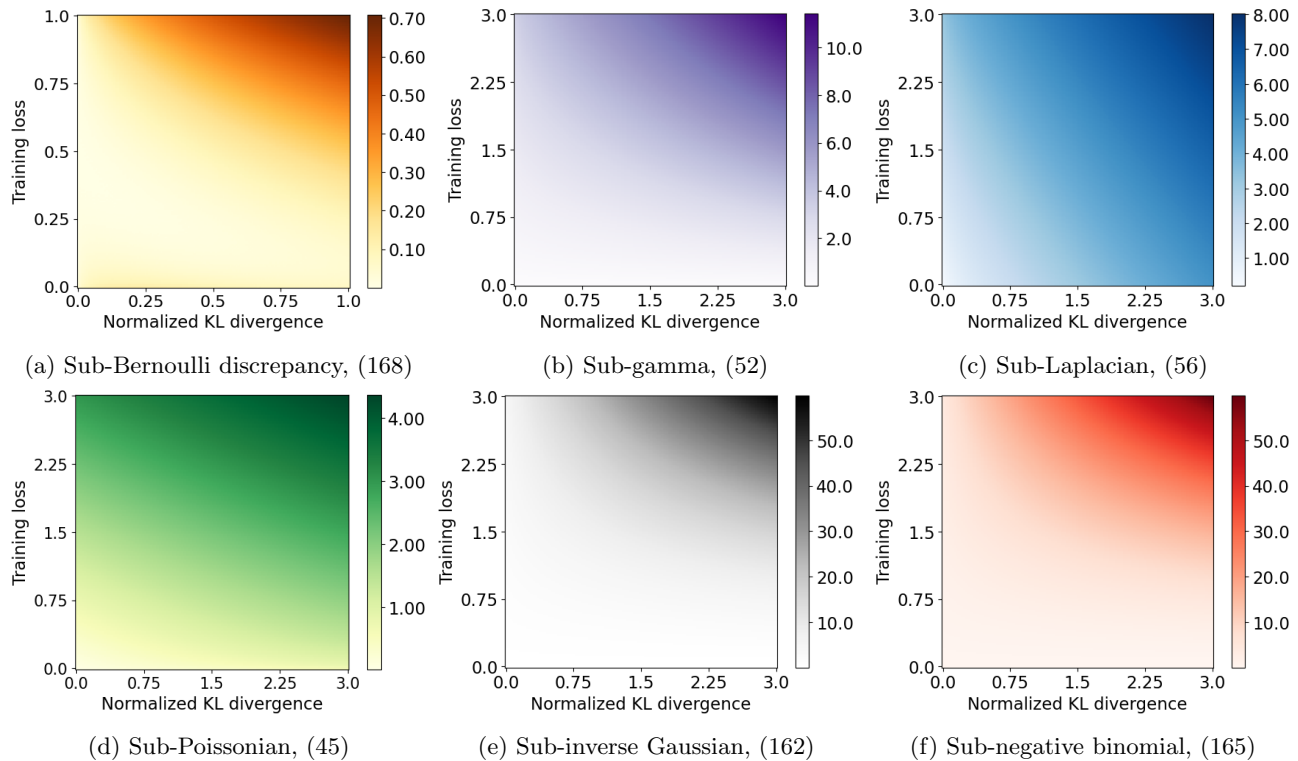 1.0
0.75
0.5
0.25
0.0
Training loss
0.0 0.25 0.5 0.75 1.0
Normalized KL divergence
0.70
0.60
0.50
0.40
0.30
0.20
0.10
(a) Sub-Bernoulli discrepancy, (168)
3.0
2.25
1.5
0.75
0.0
Training loss
0.0 0.75 1.5 2.25 3.0
Normalized KL divergence
10.0
8.0
6.0
4.0
2.0
(b) Sub-gamma, (52)
3.0
2.25
1.5
0.75
0.0
Training loss
0.0 0.75 1.5 2.25 3.0
Normalized KL divergence
8.00
7.00
6.00
5.00
4.00
3.00
2.00
1.00
(c) Sub-Laplacian, (56)
3.0
2.25
1.5
0.75
0.0
Training loss
0.0 0.75 1.5 2.25 3.0
Normalized KL divergence
4.00
3.00
2.00
1.00
(d) Sub-Poissonian, (45)
3.0
2.25
1.5
0.75
0.0
Training loss
0.0 0.75 1.5 2.25 3.0
Normalized KL divergence
50.0
40.0
30.0
20.0
10.0
(e) Sub-inverse Gaussian, (162)
3.0
2.25
1.5
0.75
0.0
Training loss
0.0 0.75 1.5 2.25 3.0
Normalized KL divergence
50.0
40.0
30.0
20.0
10.0
(f) Sub-negative binomial, (165)